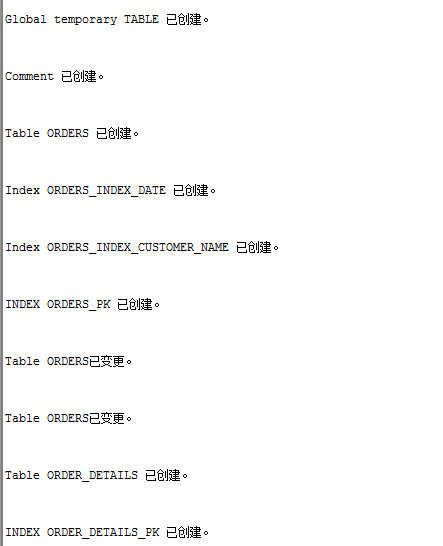 Global temporary TABLE 已创建。
Comment 已创建。
Table ORDERS 已创建。
Index ORDERS_INDEX_DATE 已创建。
Index ORDERS_INDEX_CUSTOMER_NAME 已创建。
INDEX ORDERS_PK 已创建。
Table ORDERS已变更。
Table ORDERS已变更。
Table ORDER_DETAILS 已创建。
INDEX ORDER_DETAILS_PK 已创建。